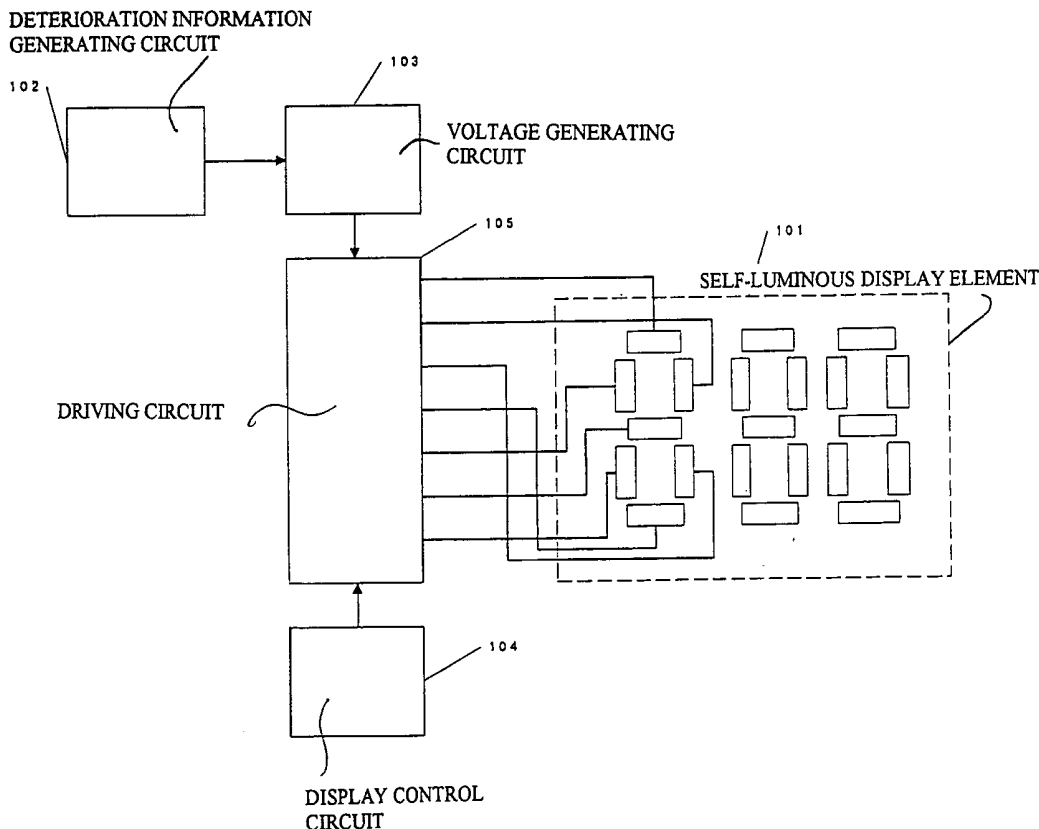 DETERIORATION INFORMATION
GENERATING CIRCUIT
102
103
VOLTAGE GENERATING
CIRCUIT
105
101
SELF-LUMINOUS DISPLAY ELEMENT
DRIVING CIRCUIT
104
DISPLAY CONTROL
CIRCUIT